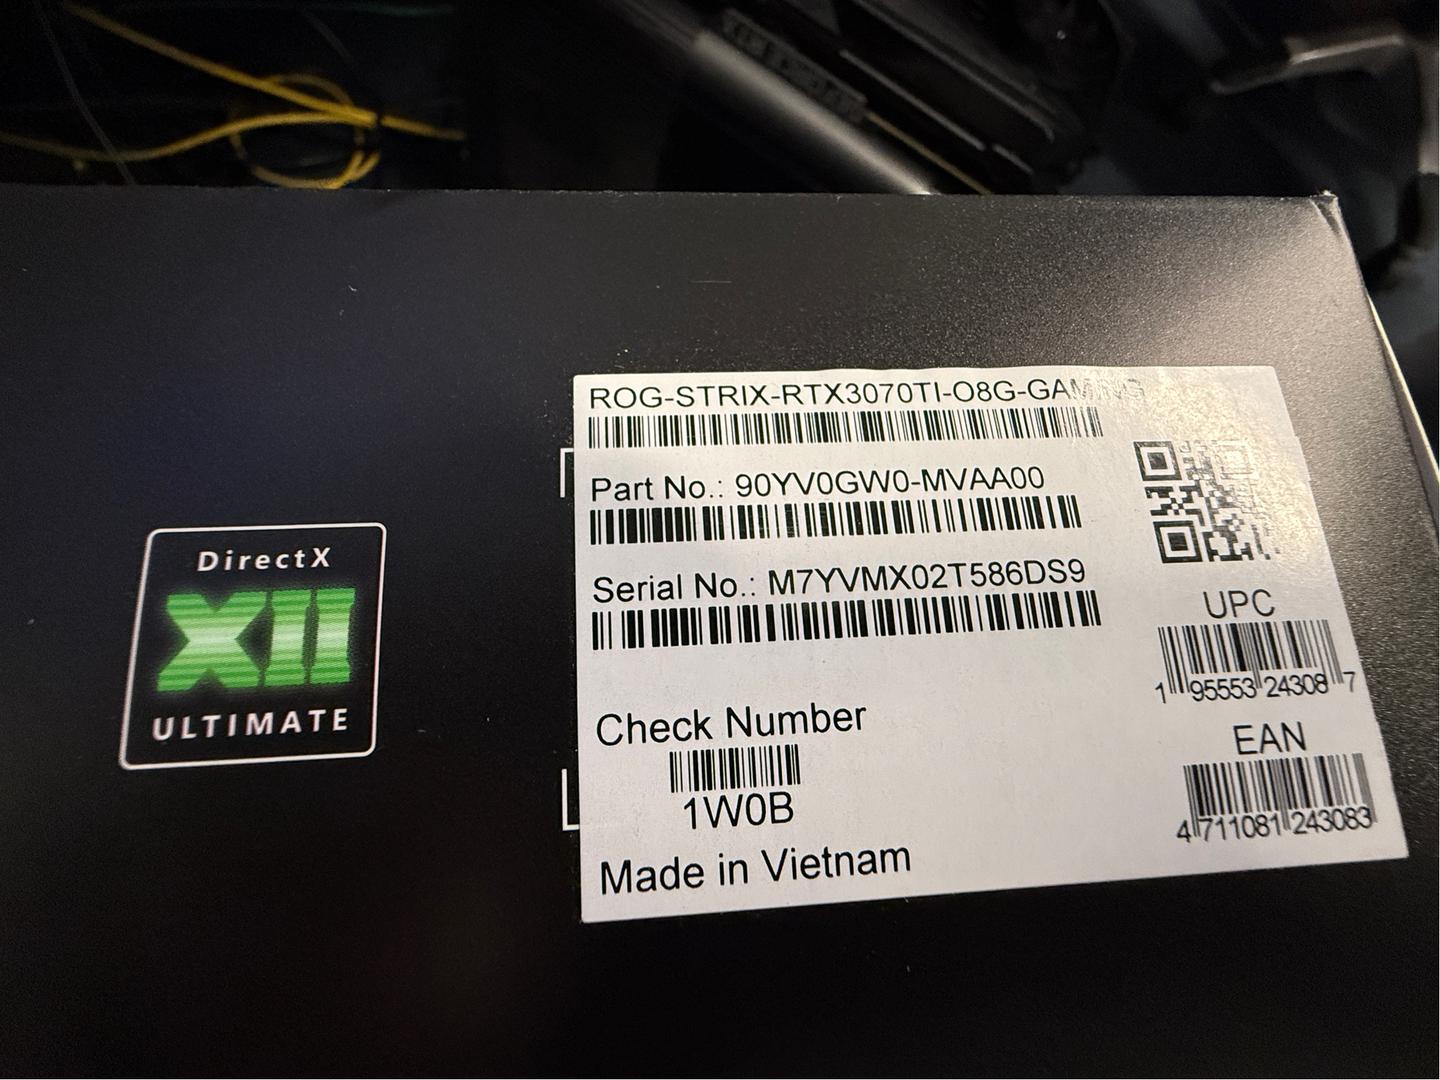 DirectX
XII
ULTIMATE
ROG-STRIX-RTX3070TI-O8G-GAMING
Part No.: 90YV0GW0-MVAA00
Serial No.: M7YVMX02T586DS9
Check Number
1W0B
Made in Vietnam
UPC
1 95553 24308 7
EAN
4 711081 243083